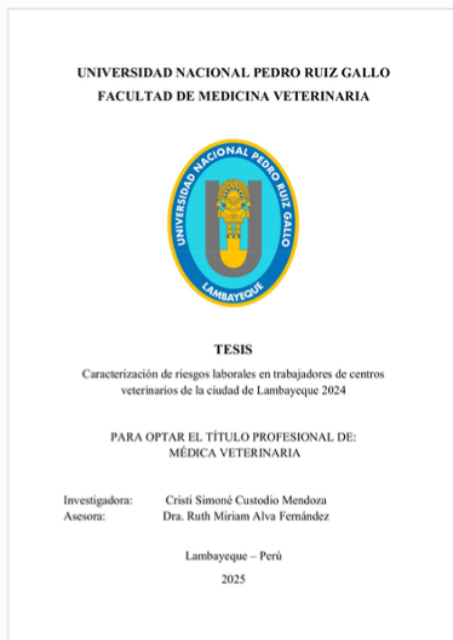 UNIVERSIDAD NACIONAL PEDRO RUIZ GALLO
FACULTAD DE MEDICINA VETERINARIA
UNIVERSIDAD NACIONAL PEDRO RUIZ GALLO
LAMBAYEQUE
TESIS
Caracterización de riesgos laborales en trabajadores de centros
veterinarios de la ciudad de Lambayeque 2024
PARA OPTAR EL TÍTULO PROFESIONAL DE:
MÉDICA VETERINARIA
Investigadora: Cristi Simoné Custodio Mendoza
Asesora: Dra. Ruth Miriam Alva Fernández
Lambayeque – Perú
2025